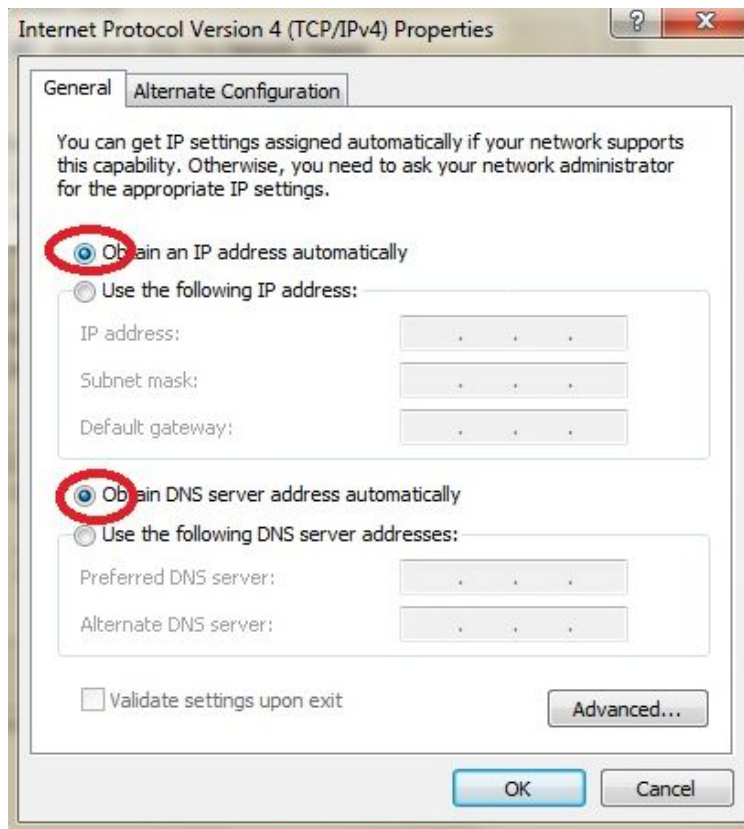 Internet Protocol Version 4 (TCP/IPv4) Properties
?
General
Alternate Configuration
You can get IP settings assigned automatically if your network supports
this capability. Otherwise, you need to ask your network administrator
for the appropriate IP settings.
Obtain an IP address automatically
Use the following IP address:
IP address:
Subnet mask:
Default gateway:
Obtain DNS server address automatically
Use the following DNS server addresses:
Preferred DNS server:
Alternate DNS server:
Validate settings upon exit
Advanced...
OK
Cancel